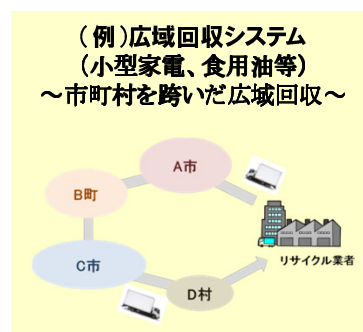 （例）広域回収システム
（小型家電、食用油等）
～市町村を跨いだ広域回収～
A市
B町
C市
D村
リサイクル業者